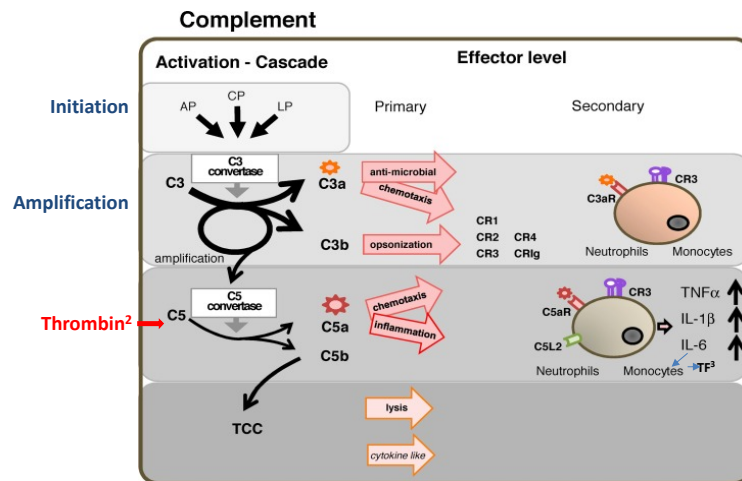 Complement
Activation - Cascade
Effector level
Initiation
AP
CP
LP
Primary
Secondary
Amplification
C3
convertase
C3
C3a
anti-microbial
chemotaxis
C3b
opsonization
amplification
CR1
CR2 CR4
CR3 CRIg
CR3
C3aR
Neutrophils Monocytes
Thrombin²
C5
convertase
C5
C5a
C5b
chemotaxis
inflammation
CR3
C5aR
C5L2
Neutrophils Monocytes
TNFα
IL-1β
IL-6
TF³
TCC
lysis
cytokine like